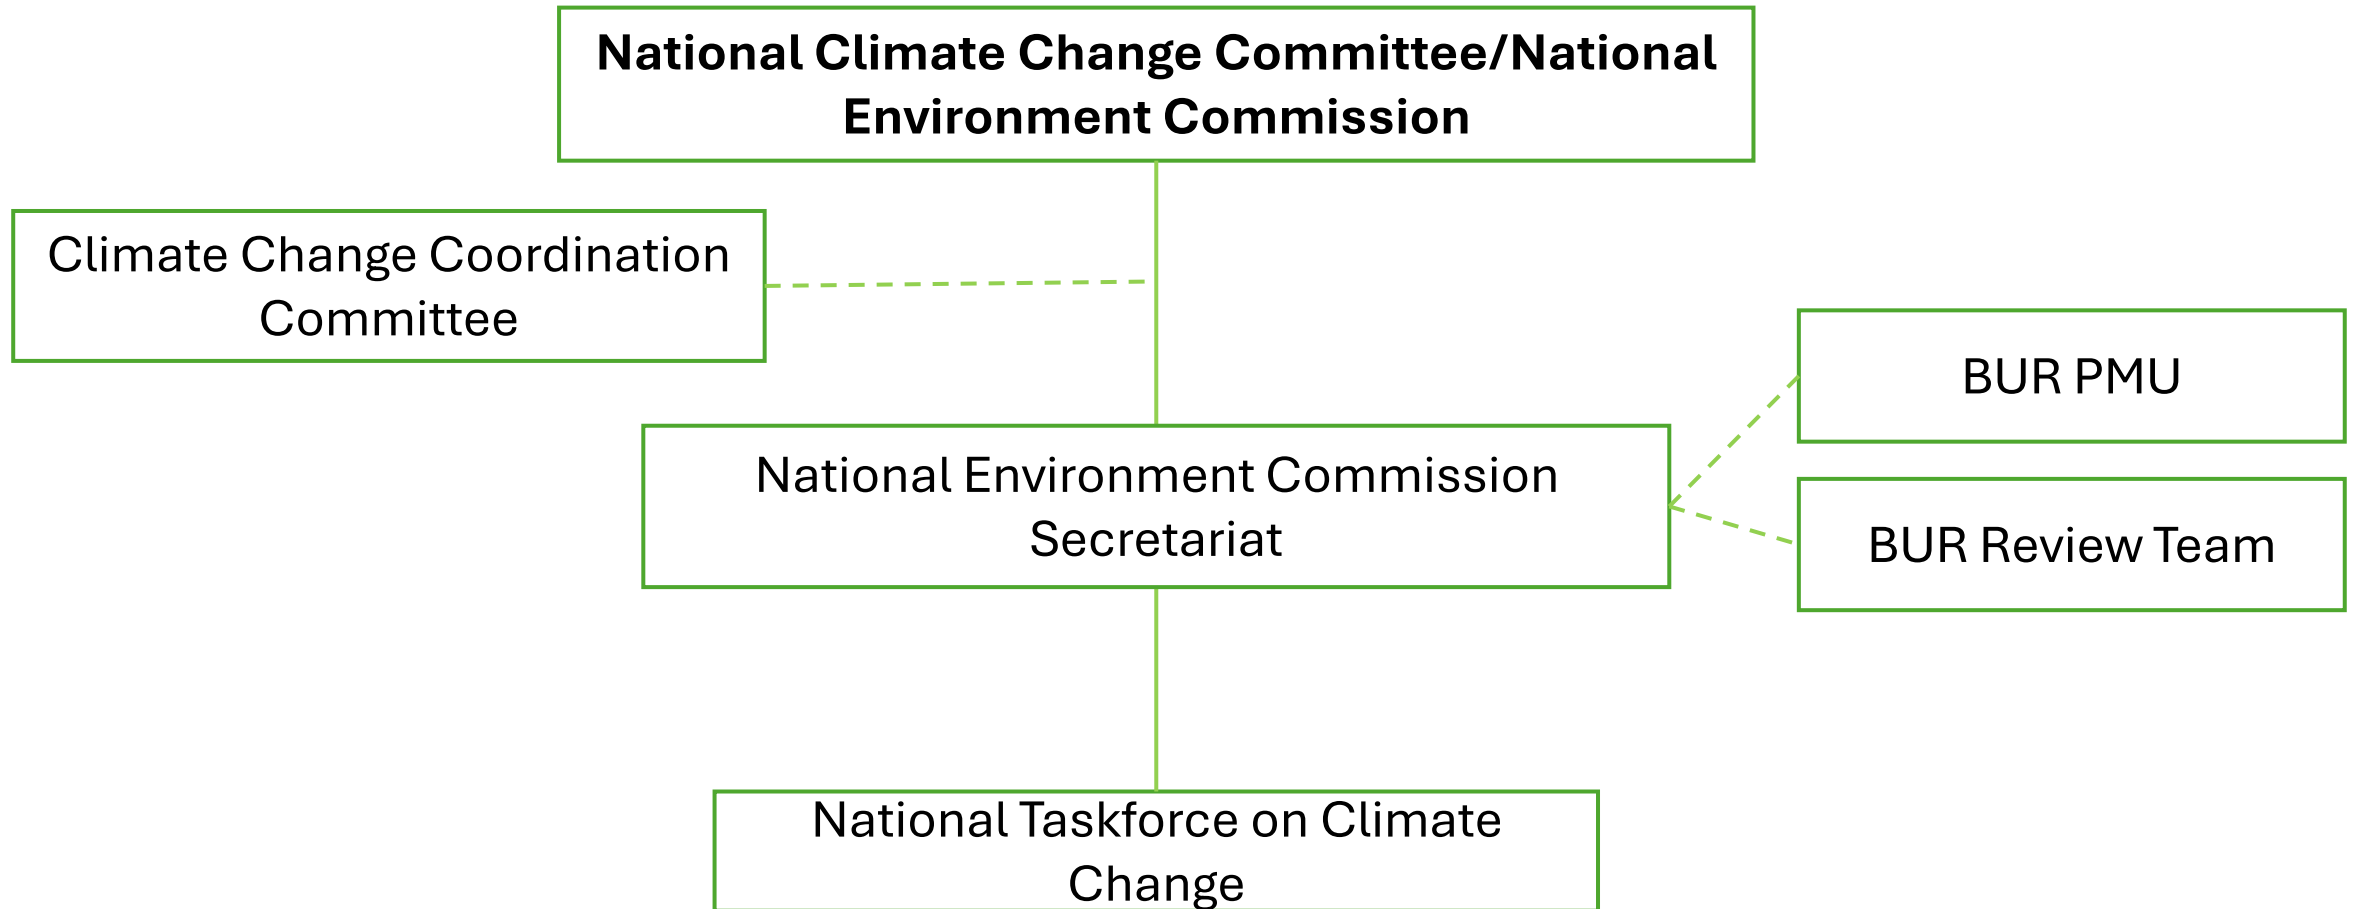 National Climate Change Committee/National
Environment Commission
Climate Change Coordination
Committee
BUR PMU
National Environment Commission
Secretariat
BUR Review Team
National Taskforce on Climate
Change